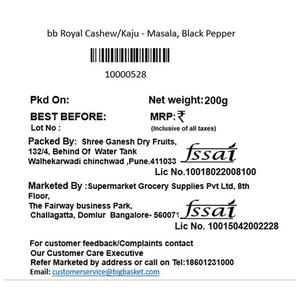 bb Royal Cashew/Kaju - Masala, Black Pepper
10000528
Pkd On: Net weight:200g
BEST BEFORE: MRP:₹
Lot No : (Inclusive of all taxes)
Packed By: Shree Ganesh Dry Fruits,
132/4, Behind Of Water Tank
Walhekarwadi chinchwad ,Pune.411033
fssai
Lic No:10018022008100
Marketed By :Supermarket Grocery Supplies Pvt Ltd, 8th
Floor,
The Fairway business Park,
Challagatta, Domlur Bangalore- 560071
fssai
Lic No: 10015042002228
For customer feedback/Complaints contact
Our Customer Care Executive
Refer Marketed by address or call to Tel:18601231000
Email: customerservice@bigbasket.com